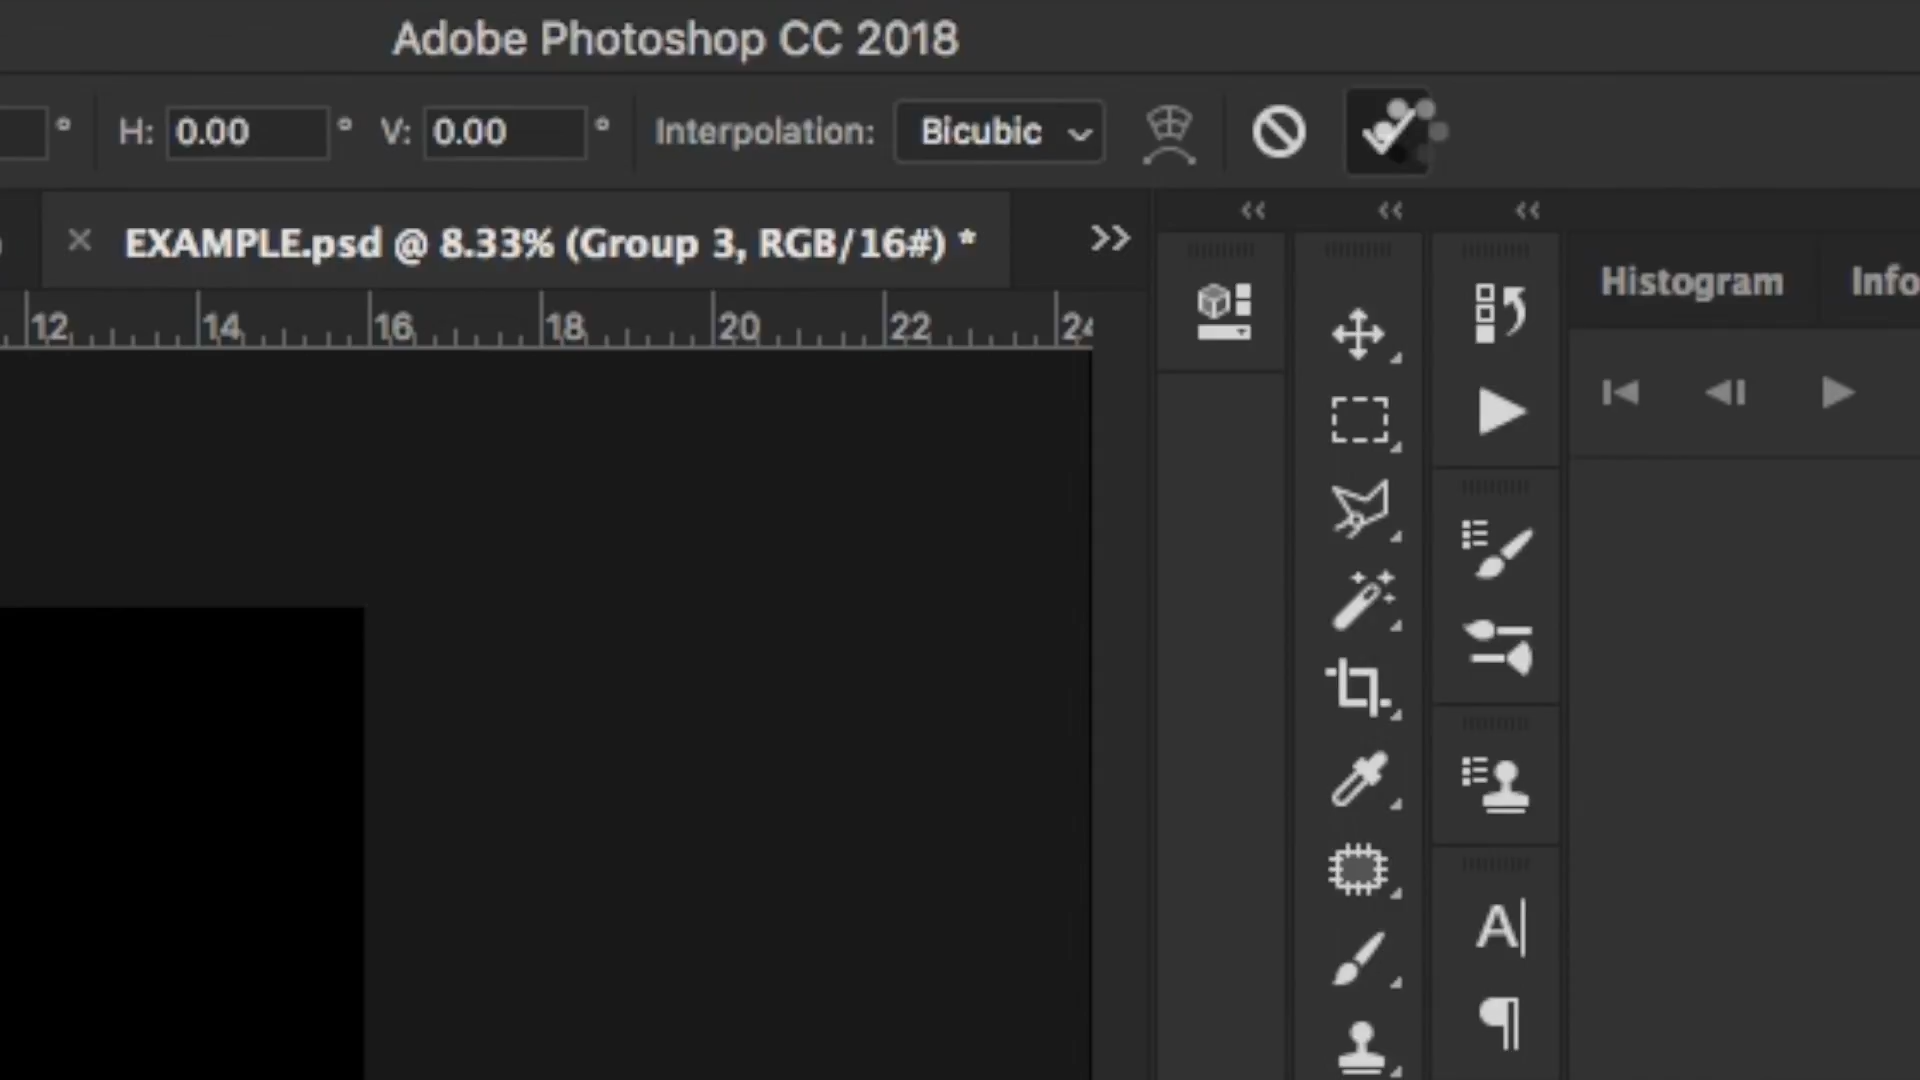 Adobe Photoshop CC 2018
° H: 0.00 ° V: 0.00 ° Interpolation: Bicubic
× EXAMPLE.psd @ 8.33% (Group 3, RGB/16#) * >>
Histogram Info
12 14 16 18 20 22 24